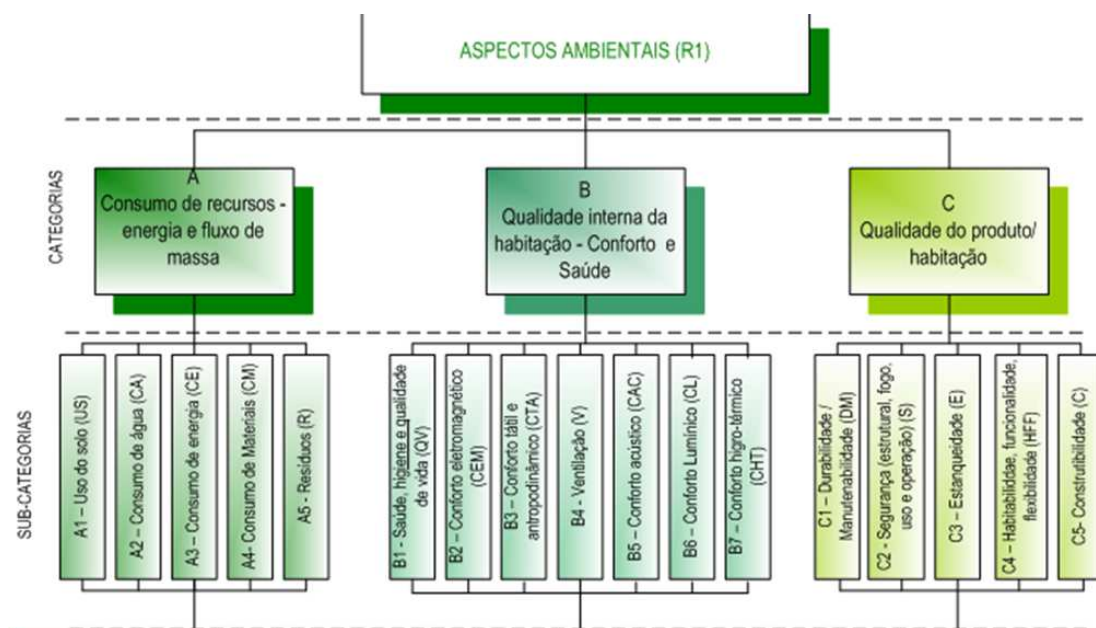 ASPECTOS AMBIENTAIS (R1)
CATEGORIAS
A
Consumo de recursos -
energia e fluxo de
massa
B
Qualidade interna da
habitação - Conforto e
Saúde
C
Qualidade do produto/
habitação
SUB-CATEGORIAS
A1 – Uso do solo (US)
A2 – Consumo de água (CA)
A3 – Consumo de energia (CE)
A4- Consumo de Materiais (CM)
A5 - Resíduos (R)
B1 - Saúde, higiene e qualidade
de vida (QV)
B2 – Conforto eletromagnético
(CEM)
B3 – Conforto tátil e
antropodinâmico (CTA)
B4 - Ventilação (V)
B5 – Conforto acústico (CAC)
B6 – Conforto Lumínico (CL)
B7 – Conforto higro-térmico
(CHT)
C1 – Durabilidade /
Manutenabilidade (DM)
C2 - Segurança (estrutural, fogo,
uso e operação) (S)
C3 – Estanqueidade (E)
C4 – Habitabiliddae, funcionalidade,
flexibilidade (HFF)
C5- Construtibilidade (C)